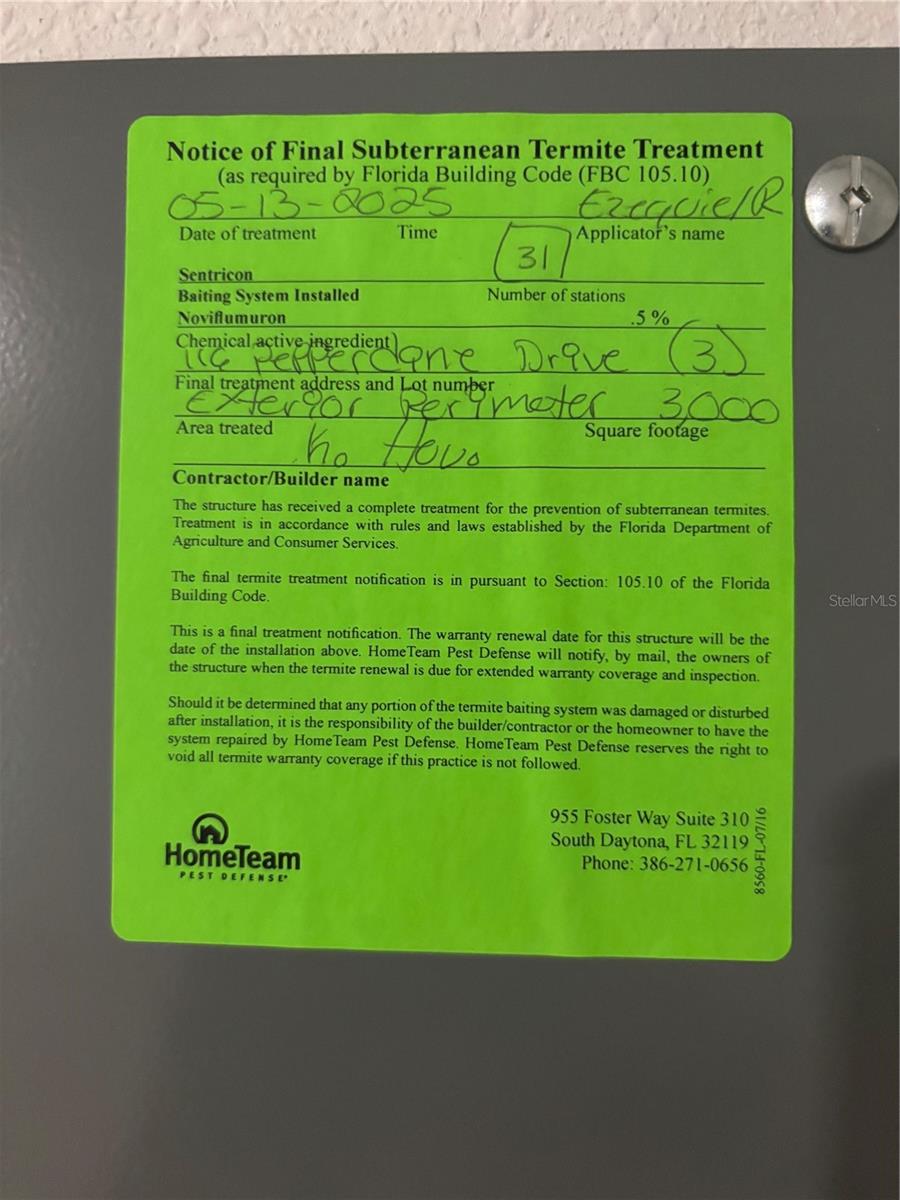 Notice of Final Subterranean Termite Treatment
(as required by Florida Building Code (FBC 105.10)
05-13-2025 Ezequiel R
Date of treatment Time Applicator's name
31
Sentricon
Baiting System Installed Number of stations
Noviflumuron .5 %
Chemical active ingredient
116 Pepperdine Drive (3)
Final treatment address and Lot number
Exterior Perimeter 3,000
Area treated Square footage
Ko Hovo
Contractor/Builder name
The structure has received a complete treatment for the prevention of subterranean termites.
Treatment is in accordance with rules and laws established by the Florida Department of
Agriculture and Consumer Services.
The final termite treatment notification is in pursuant to Section: 105.10 of the Florida
Building Code.
This is a final treatment notification. The warranty renewal date for this structure will be the
date of the installation above. HomeTeam Pest Defense will notify, by mail, the owners of
the structure when the termite renewal is due for extended warranty coverage and inspection.
Should it be determined that any portion of the termite baiting system was damaged or disturbed
after installation, it is the responsibility of the builder/contractor or the homeowner to have the
system repaired by HomeTeam Pest Defense. HomeTeam Pest Defense reserves the right to
void all termite warranty coverage if this practice is not followed.
HomeTeam
PEST DEFENSE
955 Foster Way Suite 310
South Daytona, FL 32119
Phone: 386-271-0656
8560-FL-07/16
StellarMLS